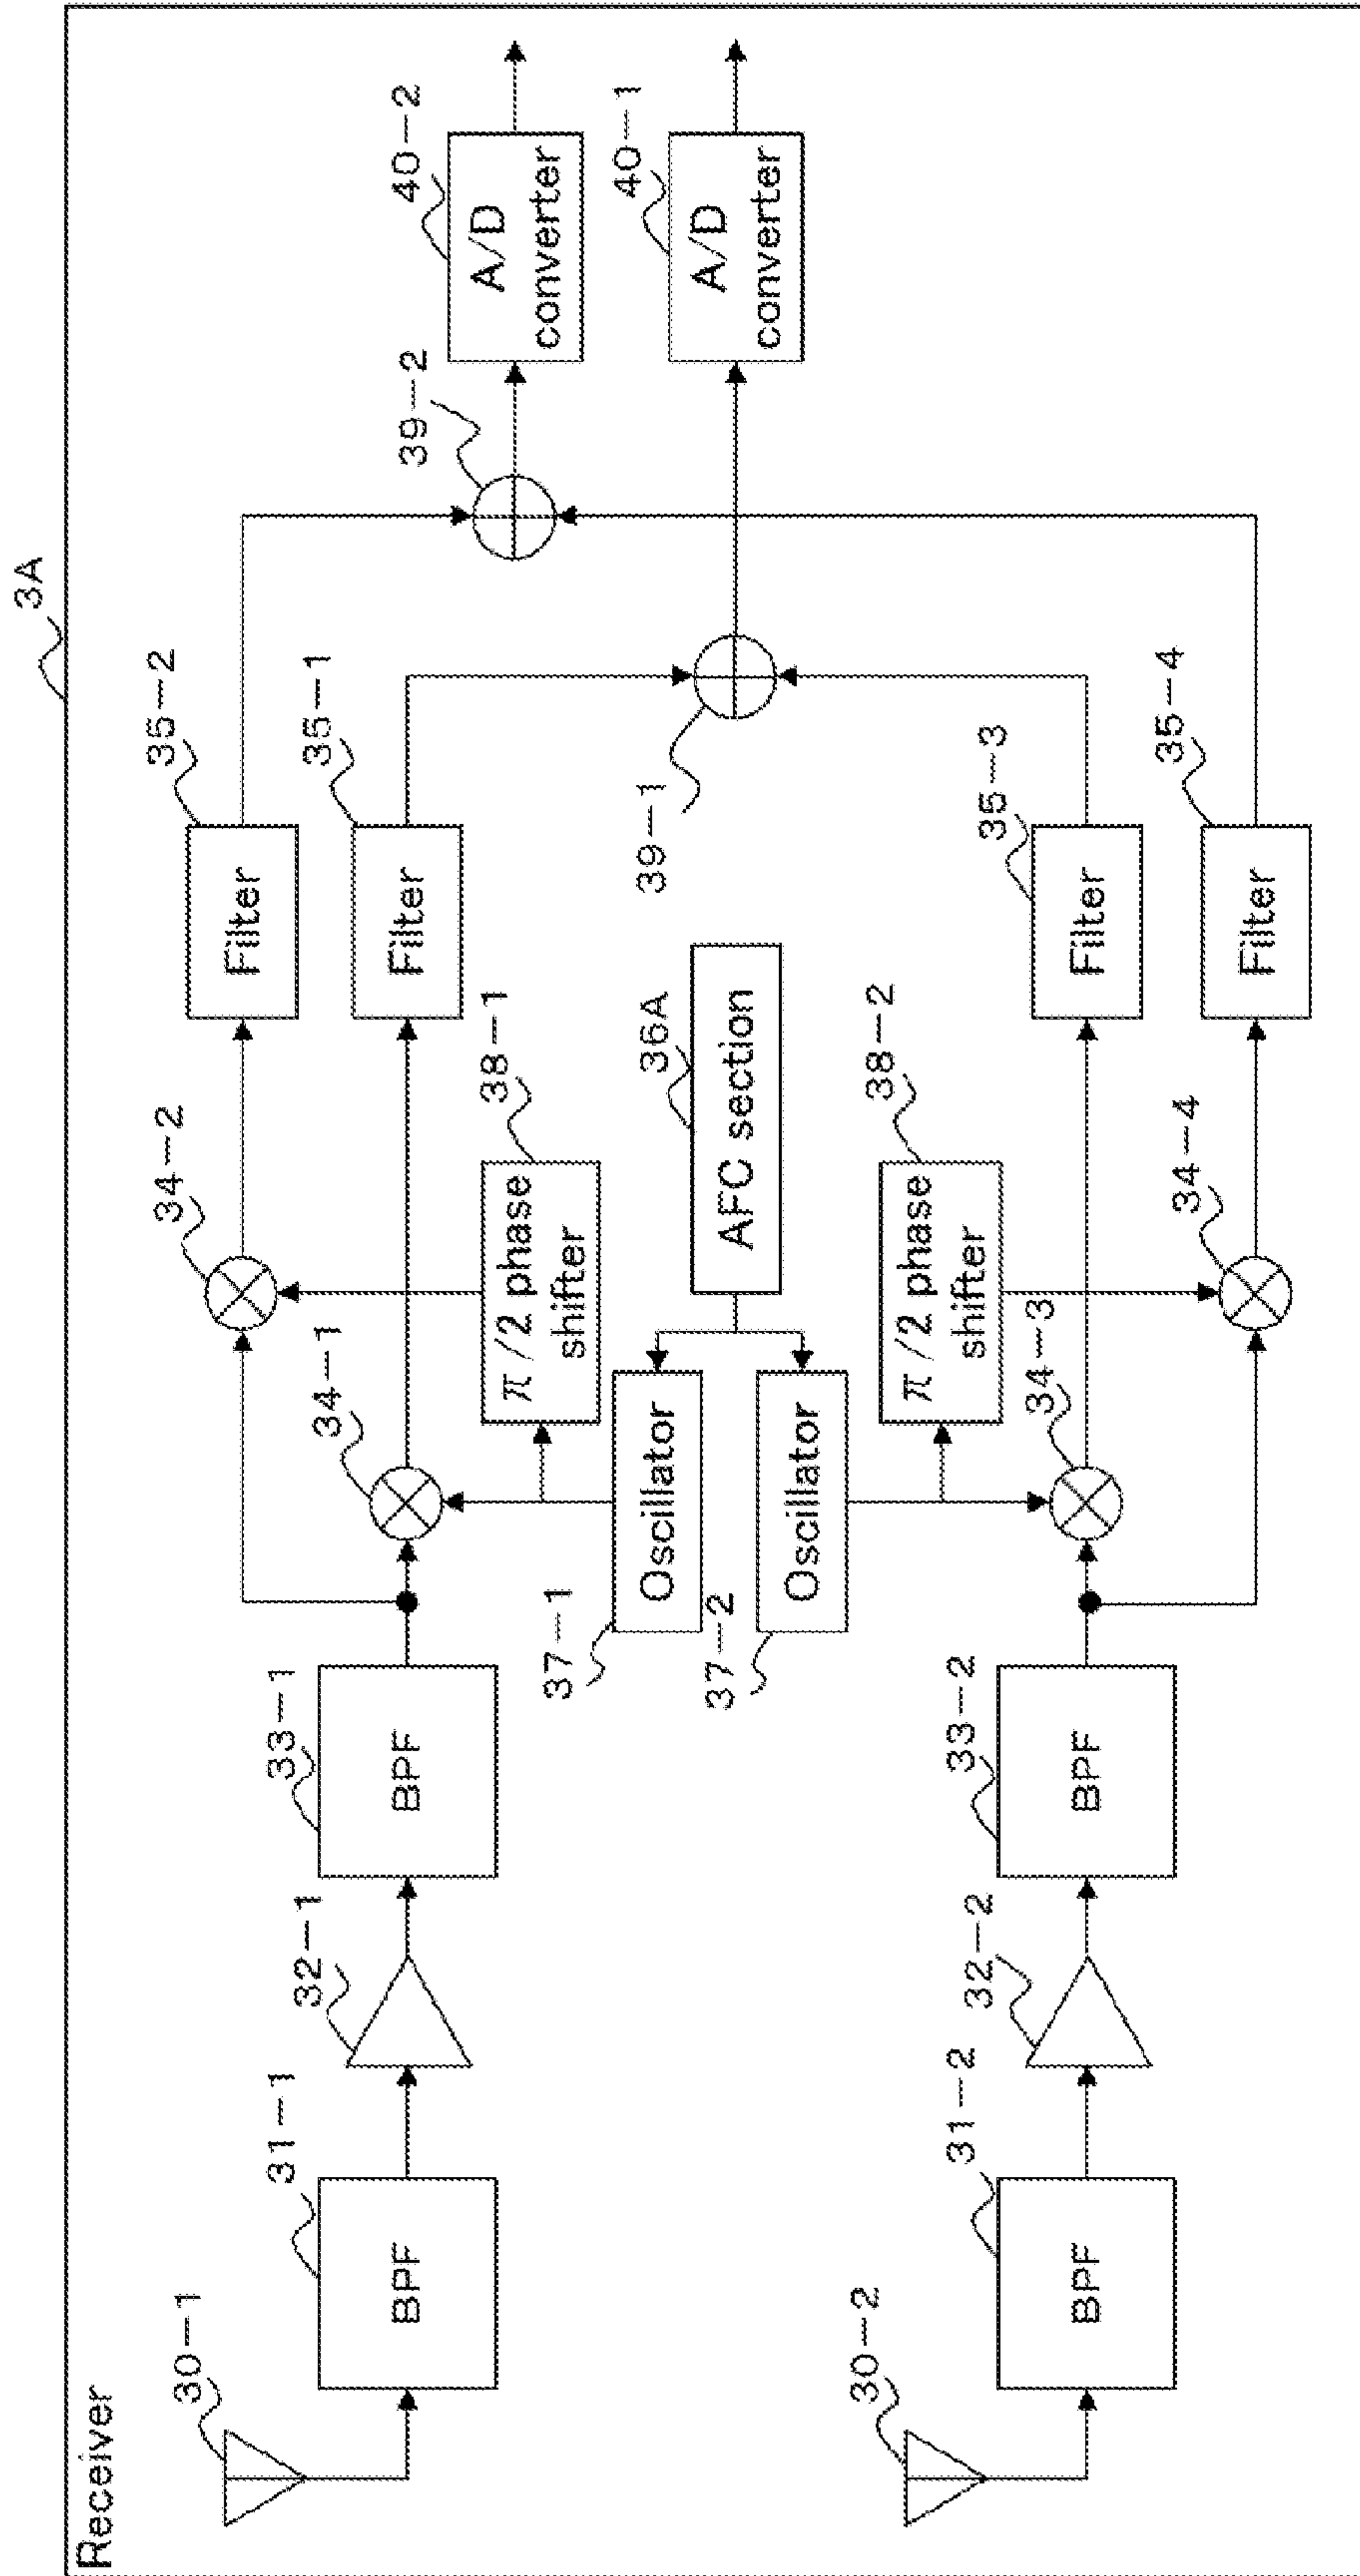 Receiver
3A
30-1
BPF
31-1
32-1
BPF
33-1
34-1
34-2
Filter
35-2
Filter
35-1
π/2 phase
shifter
38-1
Oscillator
37-1
AFC section
36A
Oscillator
37-2
π/2 phase
shifter
38-2
39-1
39-2
A/D
converter
40-2
A/D
converter
40-1
30-2
BPF
31-2
32-2
BPF
33-2
34-3
34-4
Filter
35-3
Filter
35-4